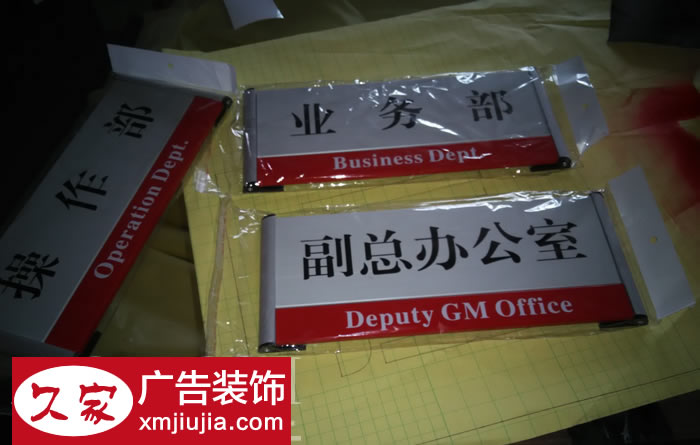 操作部
Operation Dept.
业务部
Business Dept.
副总办公室
Deputy GM Office
久家
广告装饰
xmjiujia.com